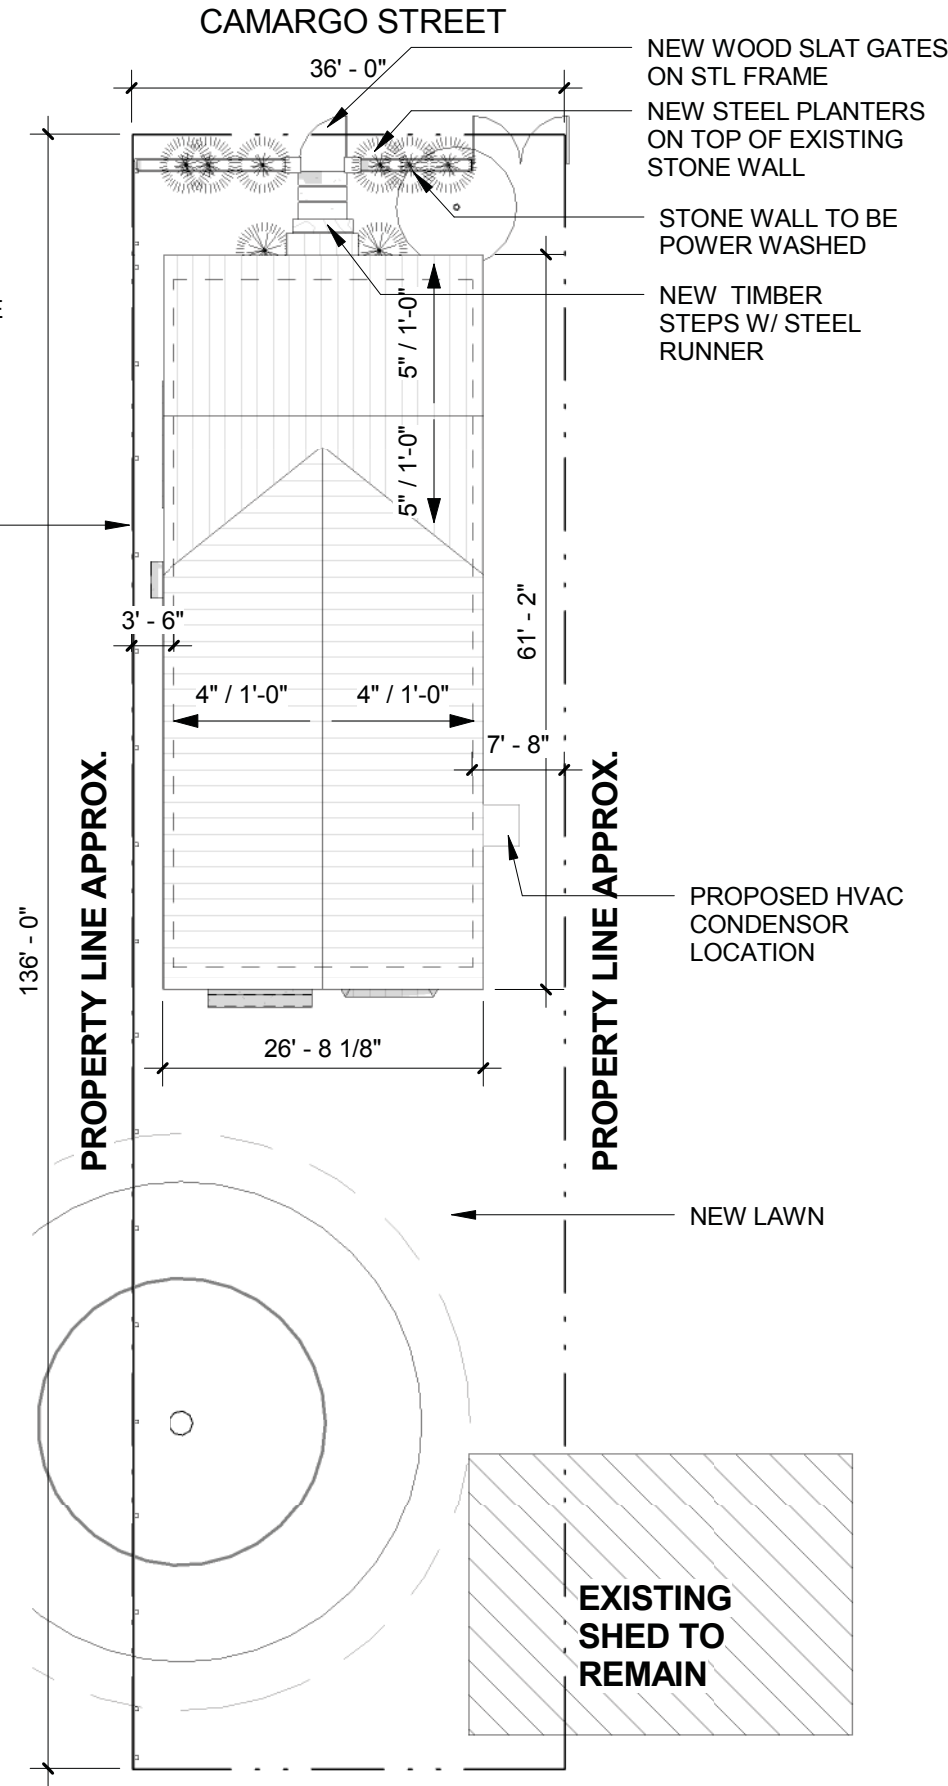 CAMARGO STREET
36' - 0"
NEW WOOD SLAT GATES
ON STL FRAME
NEW STEEL PLANTERS
ON TOP OF EXISTING
STONE WALL
STONE WALL TO BE
POWER WASHED
NEW TIMBER
STEPS W/ STEEL
RUNNER
E
5" / 1'-0"
5" / 1'-0"
61' - 2"
3' - 6"
4" / 1'-0"
4" / 1'-0"
7' - 8"
PROPERTY LINE APPROX.
PROPERTY LINE APPROX.
136' - 0"
PROPOSED HVAC
CONDENSOR
LOCATION
26' - 8 1/8"
NEW LAWN
EXISTING
SHED TO
REMAIN